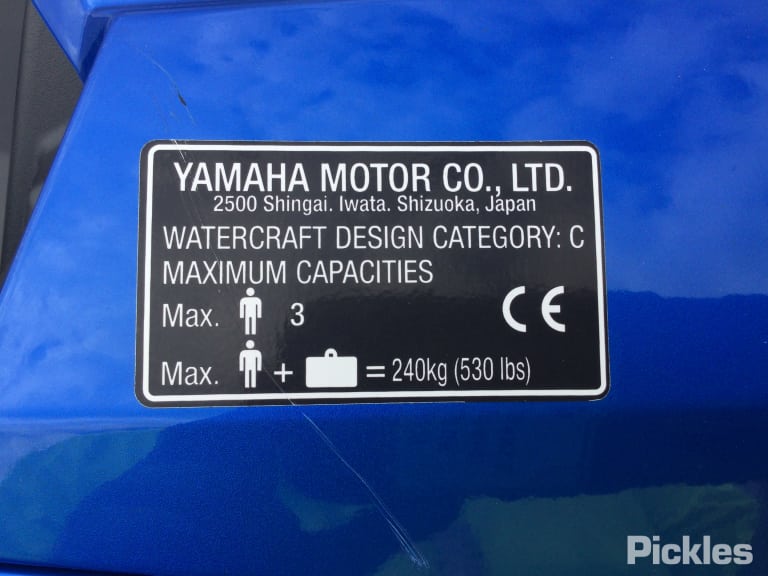 YAMAHA MOTOR CO., LTD.
2500 Shingai. Iwata. Shizuoka, Japan
WATERCRAFT DESIGN CATEGORY: C
MAXIMUM CAPACITIES
Max. 3
CE
Max. + = 240kg (530 lbs)
Pickles